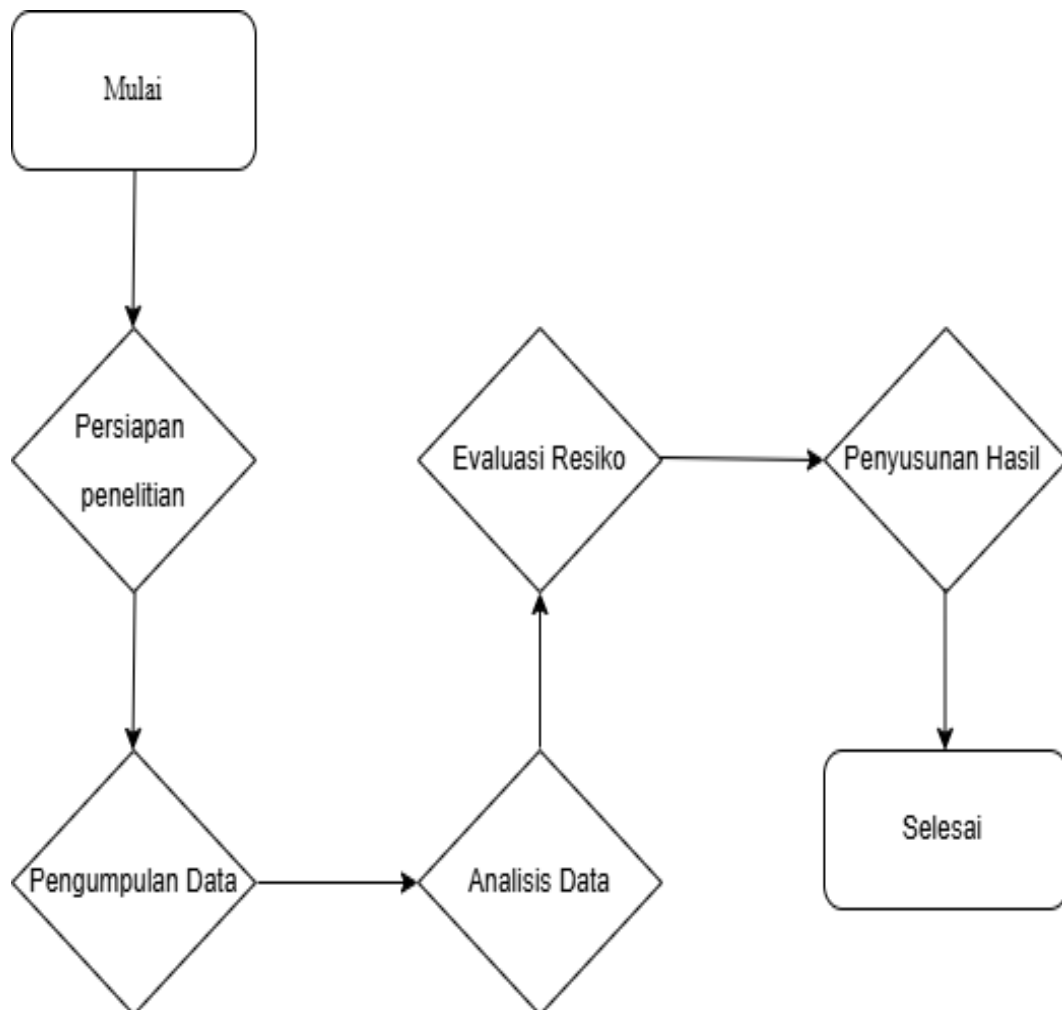 Mulai
Persiapan
penelitian
Pengumpulan Data
Analisis Data
Evaluasi Resiko
Penyusunan Hasil
Selesai